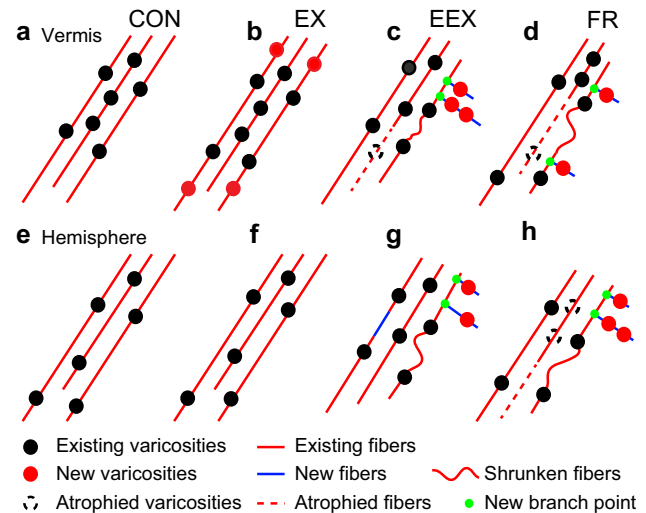 CON EX EEX FR
a Vermis b c d
e Hemisphere f g h
Existing varicosities Existing fibers
New varicosities New fibers Shrunken fibers
Atrophied varicosities Atrophied fibers New branch point